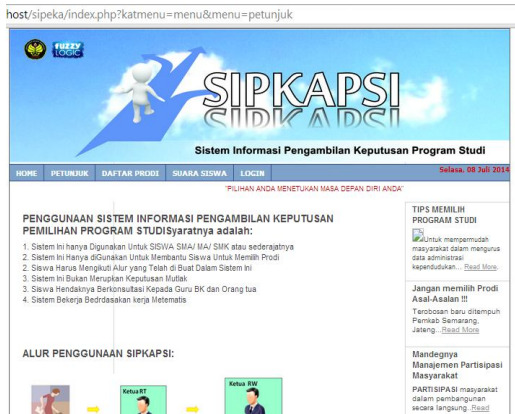 host/sipeka/index.php?katmenu=menu&menu=petunjuk
FUZZY
LOGIC
SIPKAPSI
Sistem Informasi Pengambilan Keputusan Program Studi
HOME PETUNJUK DAFTAR PRODI SUARA SISWA LOGIN
Selasa, 08 Juli 2014
"PILIHAN ANDA MENETUKAN MASA DEPAN DIRI ANDA"
PENGGUNAAN SISTEM INFORMASI PENGAMBILAN KEPUTUSAN
PEMILIHAN PROGRAM STUDISyaratnya adalah:
1. Sistem Ini hanya Digunakan Untuk SISWA SMA/ MA/ SMK atau sederajatnya
2. Sistem Ini Hanya diGunakan Untuk Membantu Siswa Untuk Memilih Prodi
2. Siswa Harus Mengikuti Alur yang Telah di Buat Dalam Sistem Ini
3. Sistem Ini Bukan Merupkan Keputusan Mutlak
3. Siswa Hendaknya Berkonsultasi Kepada Guru BK dan Orang tua
4. Sistem Bekerja Bedrdasakan kerja Metematis
ALUR PENGGUNAAN SIPKAPSI:
Ketua RT
Ketua RW
TIPS MEMILIH
PROGRAM STUDI
Untuk mempermudah
masyarakat dalam mengurus
data administrasi
kependudukan... Read More.
Jangan memilih Prodi
Asal-Asalan !!!
Terobosan baru ditempuh
Pemkab Semarang,
Jateng...Read More
Mandegnya
Manajemen Partisipasi
Masyarakat
PARTISIPASI masyarakat
dalam pembangunan
secara langsung. Read